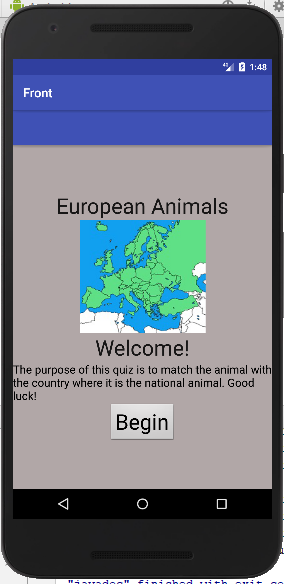 1:48
Front
European Animals
Welcome!
The purpose of this quiz is to match the animal with
the country where it is the national animal. Good
luck!
Begin